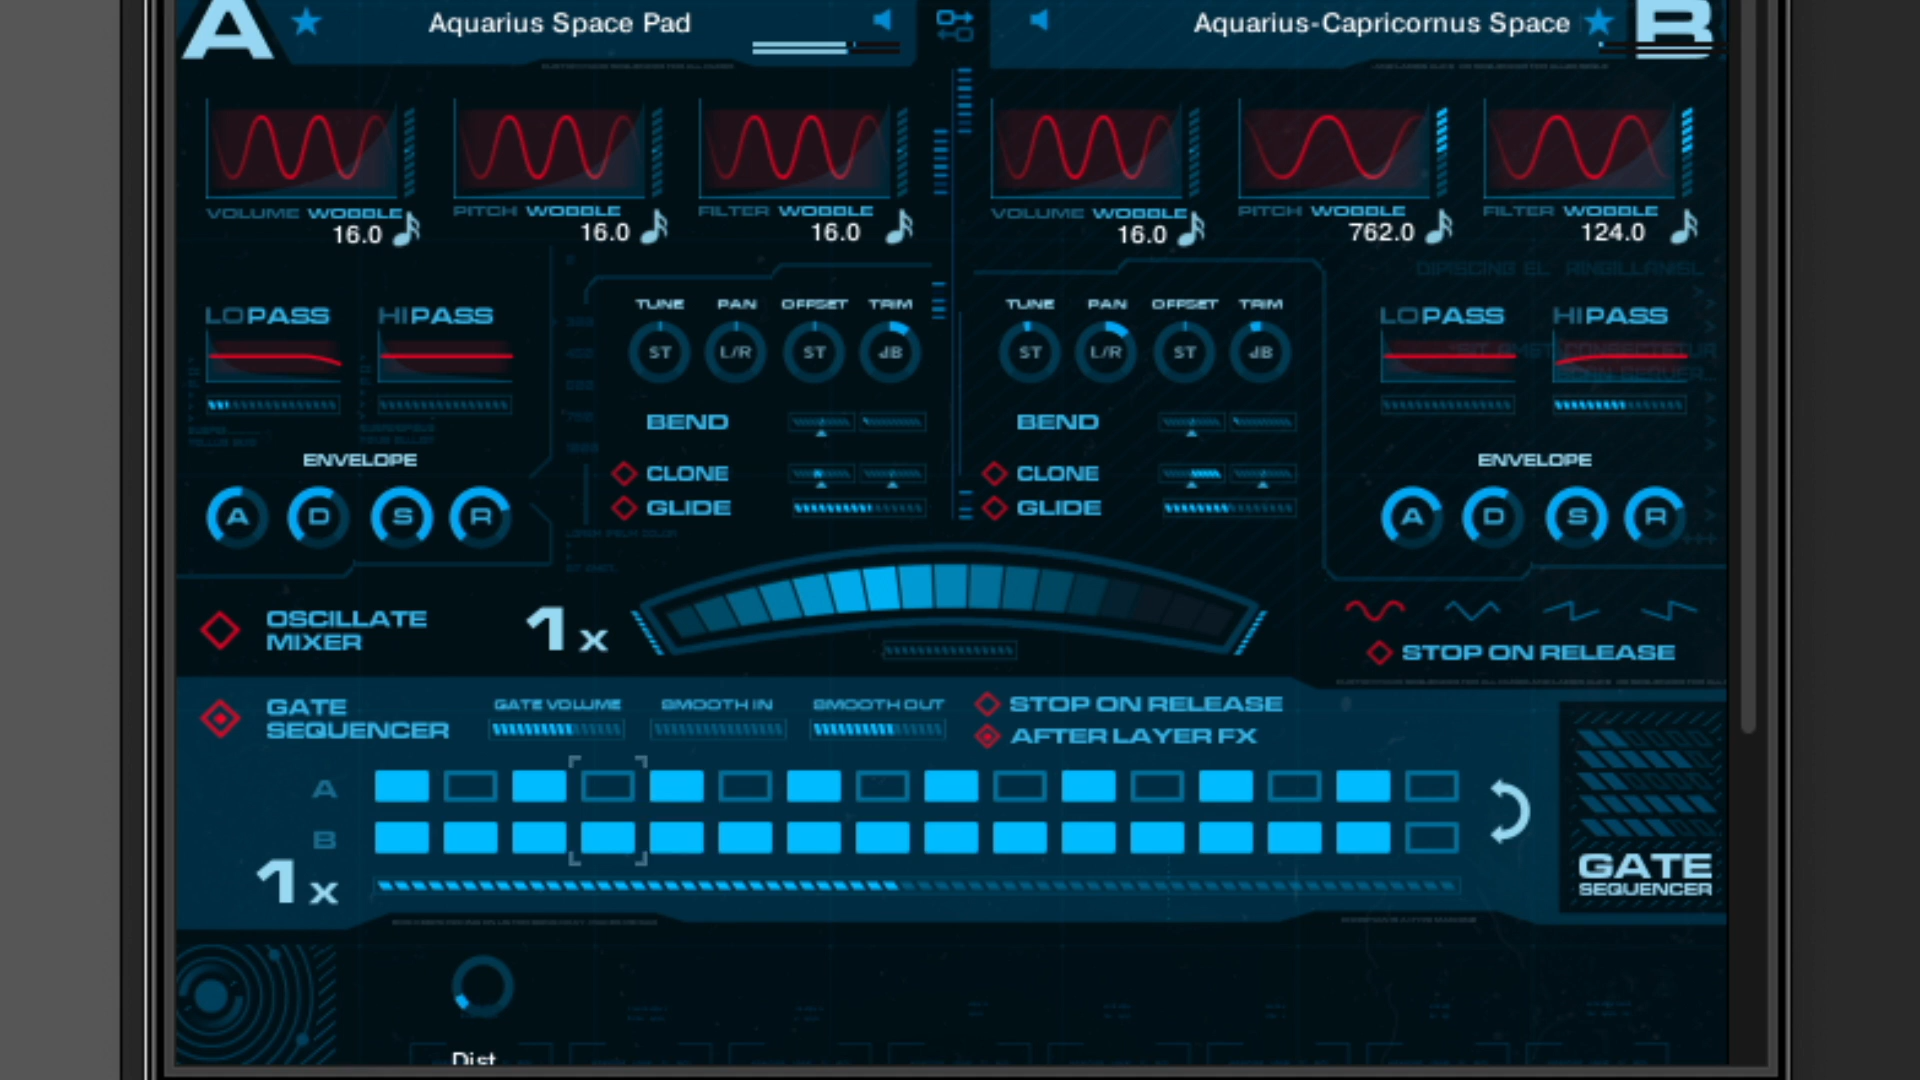 A
Aquarius Space Pad
Aquarius-Capricornus Space
B
VOLUME WOBBLE
16.0
PITCH WOBBLE
16.0
FILTER WOBBLE
16.0
VOLUME WOBBLE
16.0
PITCH WOBBLE
762.0
FILTER WOBBLE
124.0
LOPASS HIPASS
TUNE PAN OFFSET TRIM
ST L/R ST dB
TUNE PAN OFFSET TRIM
ST L/R ST dB
LOPASS HIPASS
BEND
CLONE
GLIDE
BEND
CLONE
GLIDE
ENVELOPE
A D S R
ENVELOPE
A D S R
OSCILLATE
MIXER
1x
STOP ON RELEASE
GATE
SEQUENCER
GATE VOLUME SMOOTH IN SMOOTH OUT
STOP ON RELEASE
AFTER LAYER FX
A
B
1x
GATE
SEQUENCER
Dist